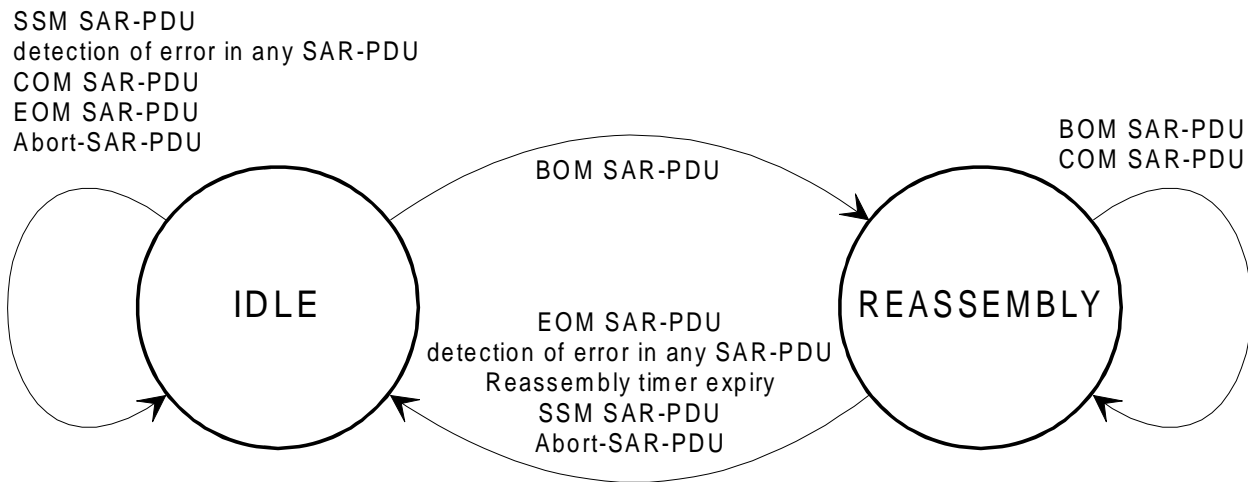 SSM SAR-PDU
detection of error in any SAR-PDU
COM SAR-PDU
EOM SAR-PDU
Abort-SAR-PDU
BOM SAR-PDU
BOM SAR-PDU
COM SAR-PDU
IDLE
REASSEMBLY
EOM SAR-PDU
detection of error in any SAR-PDU
Reassembly timer expiry
SSM SAR-PDU
Abort-SAR-PDU